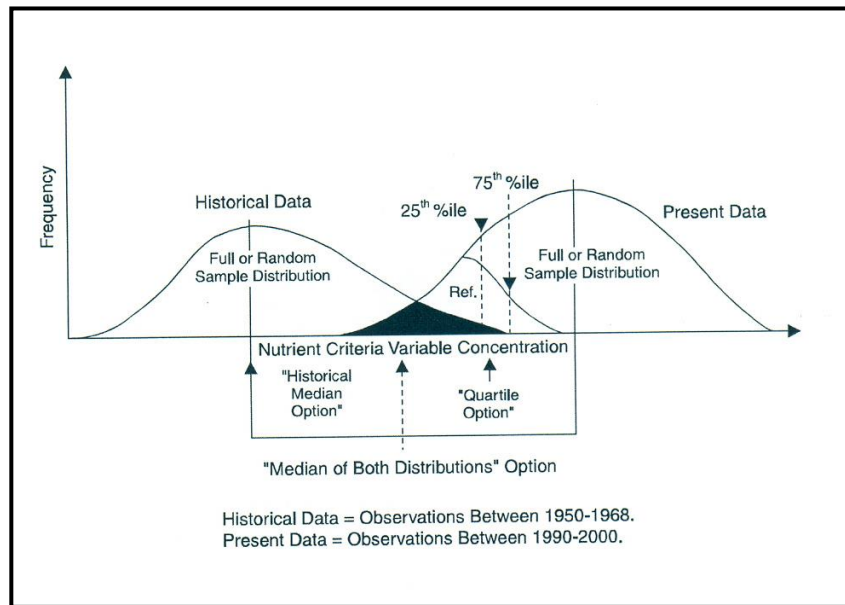 Frequency
Historical Data
Full or Random
Sample Distribution
25th %ile
75th %ile
Present Data
Full or Random
Sample Distribution
Ref.
Nutrient Criteria Variable Concentration
"Historical
Median
Option"
"Quartile
Option"
"Median of Both Distributions" Option
Historical Data = Observations Between 1950-1968.
Present Data = Observations Between 1990-2000.